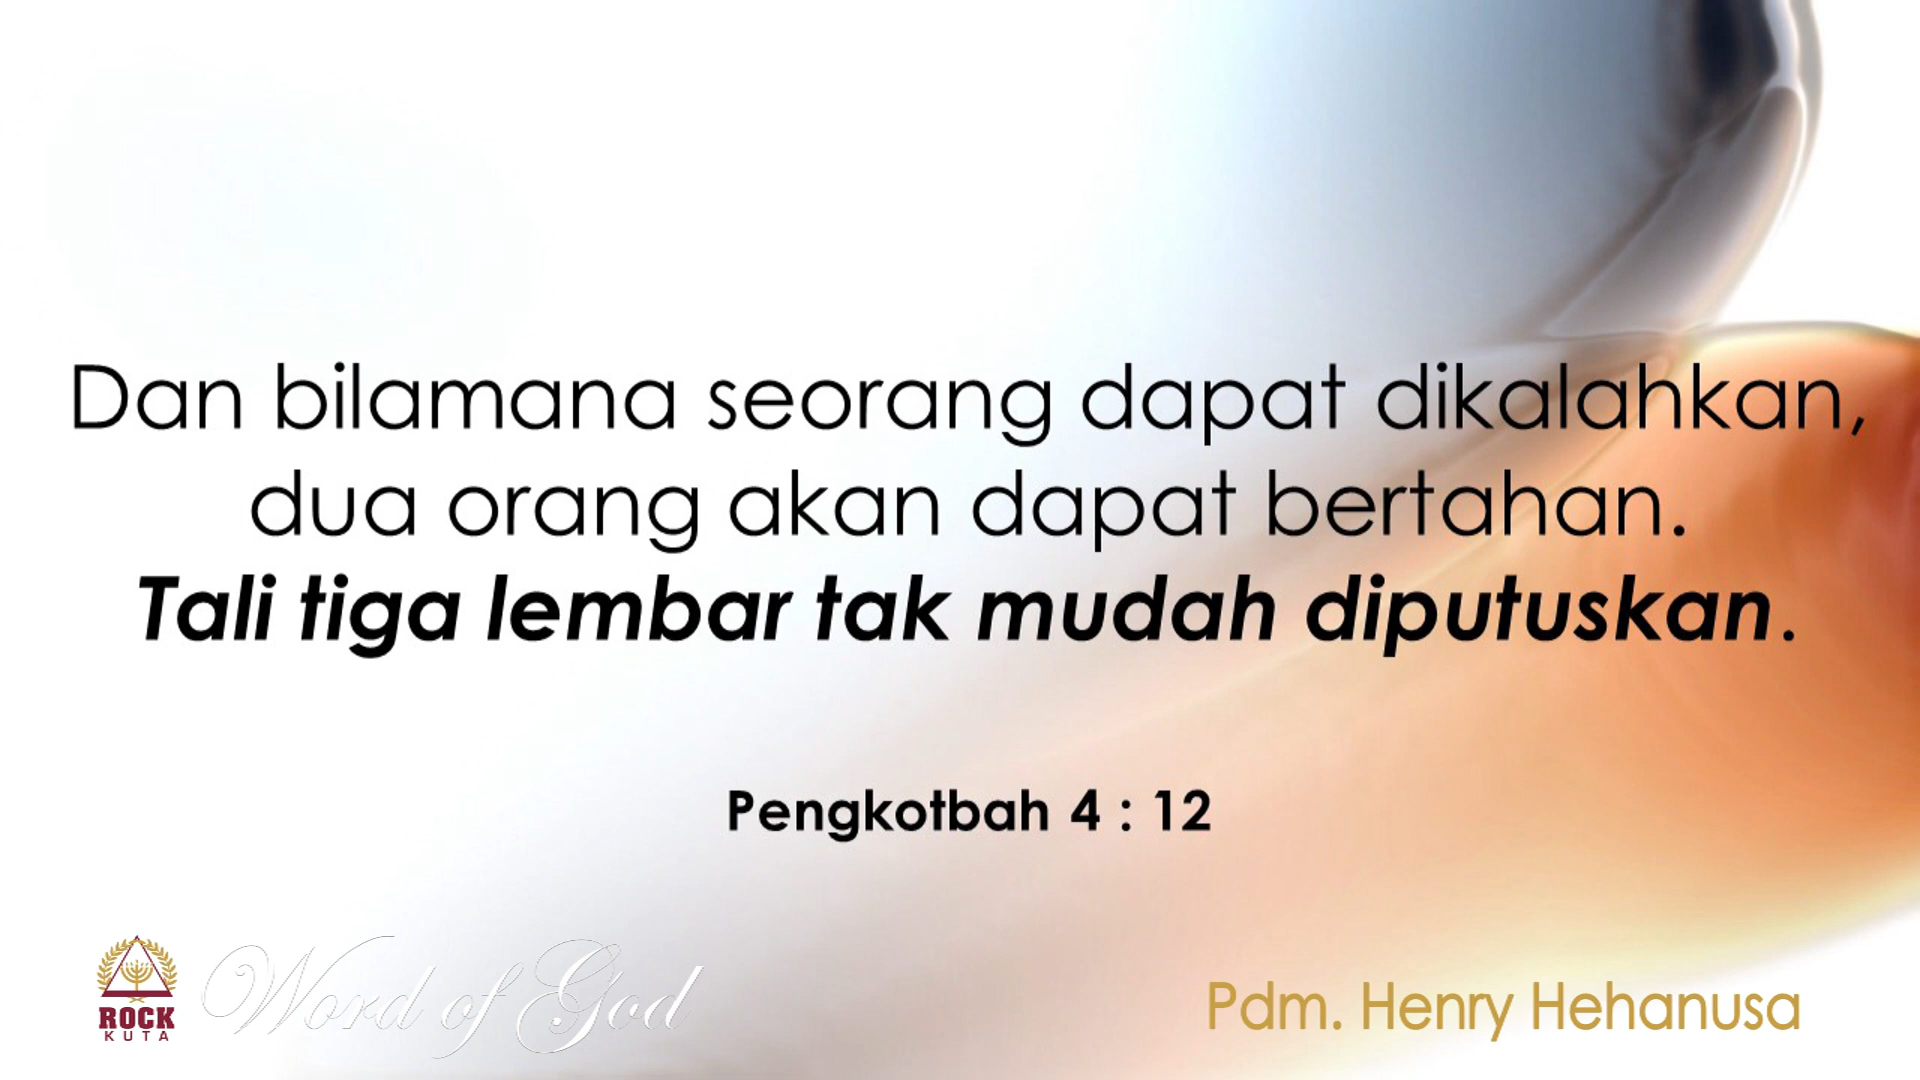 Dan bilamana seorang dapat dikalahkan,
dua orang akan dapat bertahan.
Tali tiga lembar tak mudah diputuskan.
Pengkotbah 4 : 12
ROCK
KUTA
Word of God
Pdm. Henry Hehanusa